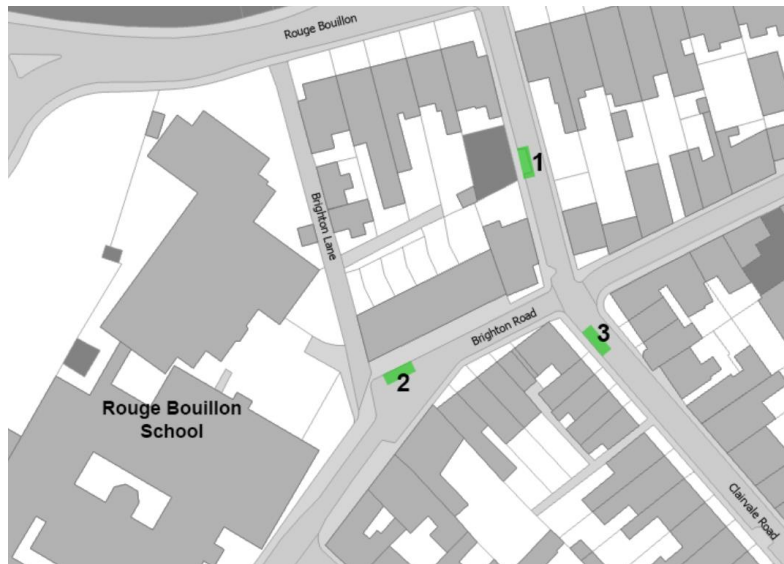 Rouge Bouillon
1
Brighton Lane
Brighton Road
3
2
Rouge Bouillon
School
Clairvale Road